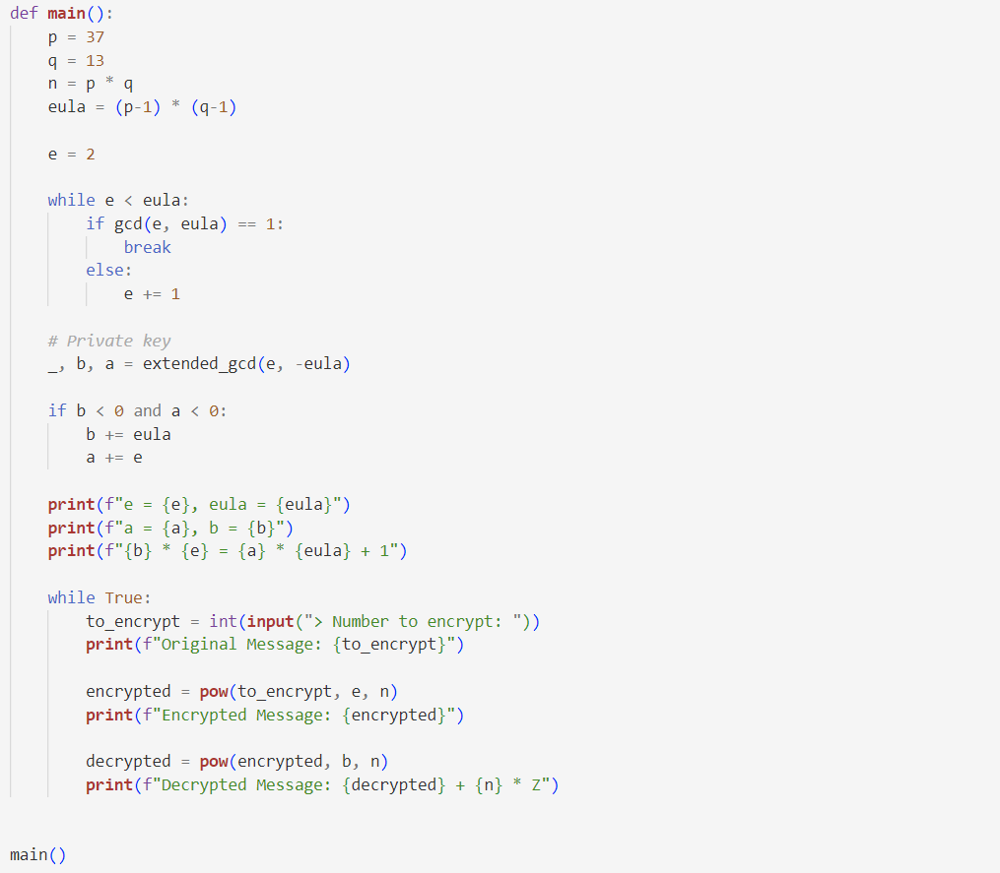 def main():
    p = 37
    q = 13
    n = p * q
    eula = (p-1) * (q-1)

    e = 2

    while e < eula:
        if gcd(e, eula) == 1:
            break
        else:
            e += 1

    # Private key
    _, b, a = extended_gcd(e, -eula)

    if b < 0 and a < 0:
        b += eula
        a += e

    print(f"e = {e}, eula = {eula}")
    print(f"a = {a}, b = {b}")
    print(f"{b} * {e} = {a} * {eula} + 1")

    while True:
        to_encrypt = int(input("> Number to encrypt: "))
        print(f"Original Message: {to_encrypt}")

        encrypted = pow(to_encrypt, e, n)
        print(f"Encrypted Message: {encrypted}")

        decrypted = pow(encrypted, b, n)
        print(f"Decrypted Message: {decrypted} + {n} * Z")


main()